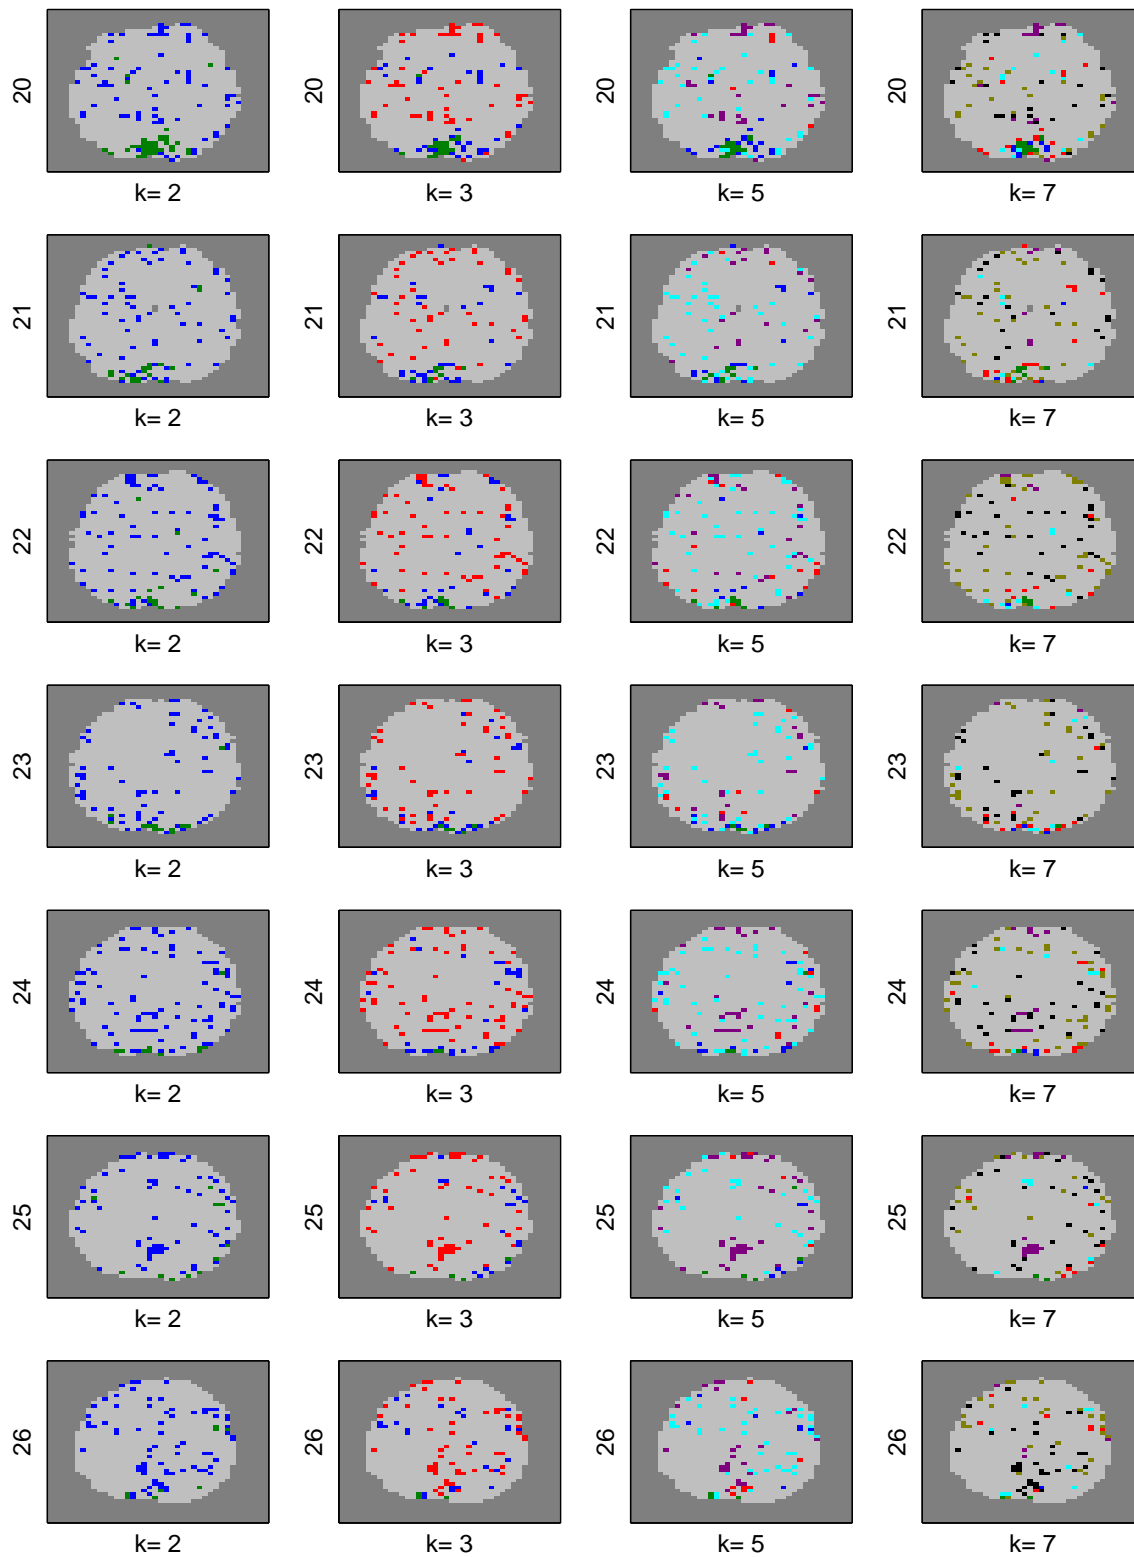 20 20 20 20
k= 2 k= 3 k= 5 k= 7
21 21 21 21
k= 2 k= 3 k= 5 k= 7
22 22 22 22
k= 2 k= 3 k= 5 k= 7
23 23 23 23
k= 2 k= 3 k= 5 k= 7
24 24 24 24
k= 2 k= 3 k= 5 k= 7
25 25 25 25
k= 2 k= 3 k= 5 k= 7
26 26 26 26
k= 2 k= 3 k= 5 k= 7